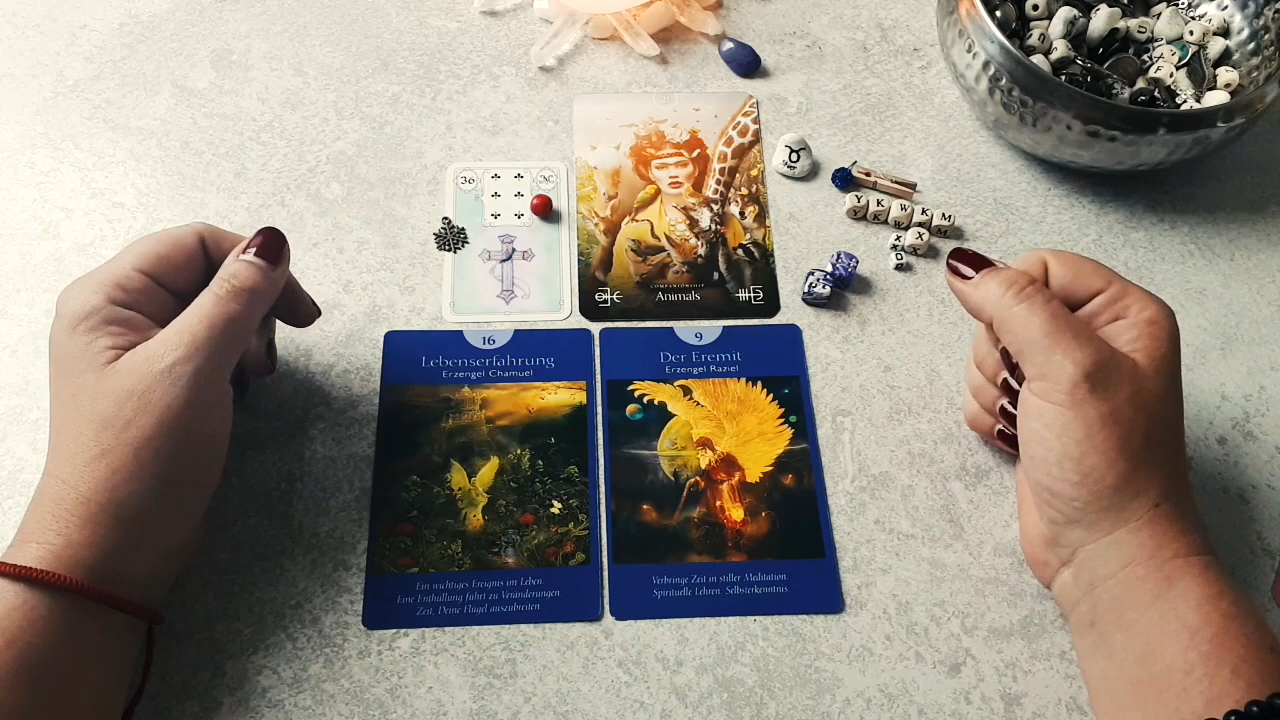 36
COMPANIONSHIP
Animals
Y K W K M
Y K W K M
X X
X
O
16
Lebenserfahrung
Erzengel Chamuel
Ein wichtiges Ereignis im Leben.
Eine Enthüllung führt zu Veränderungen.
Zeit, Deine Flügel auszubreiten.
9
Der Eremit
Erzengel Raziel
Verbringe Zeit in stiller Meditation.
Spirituelle Lehren. Selbsterkenntnis.